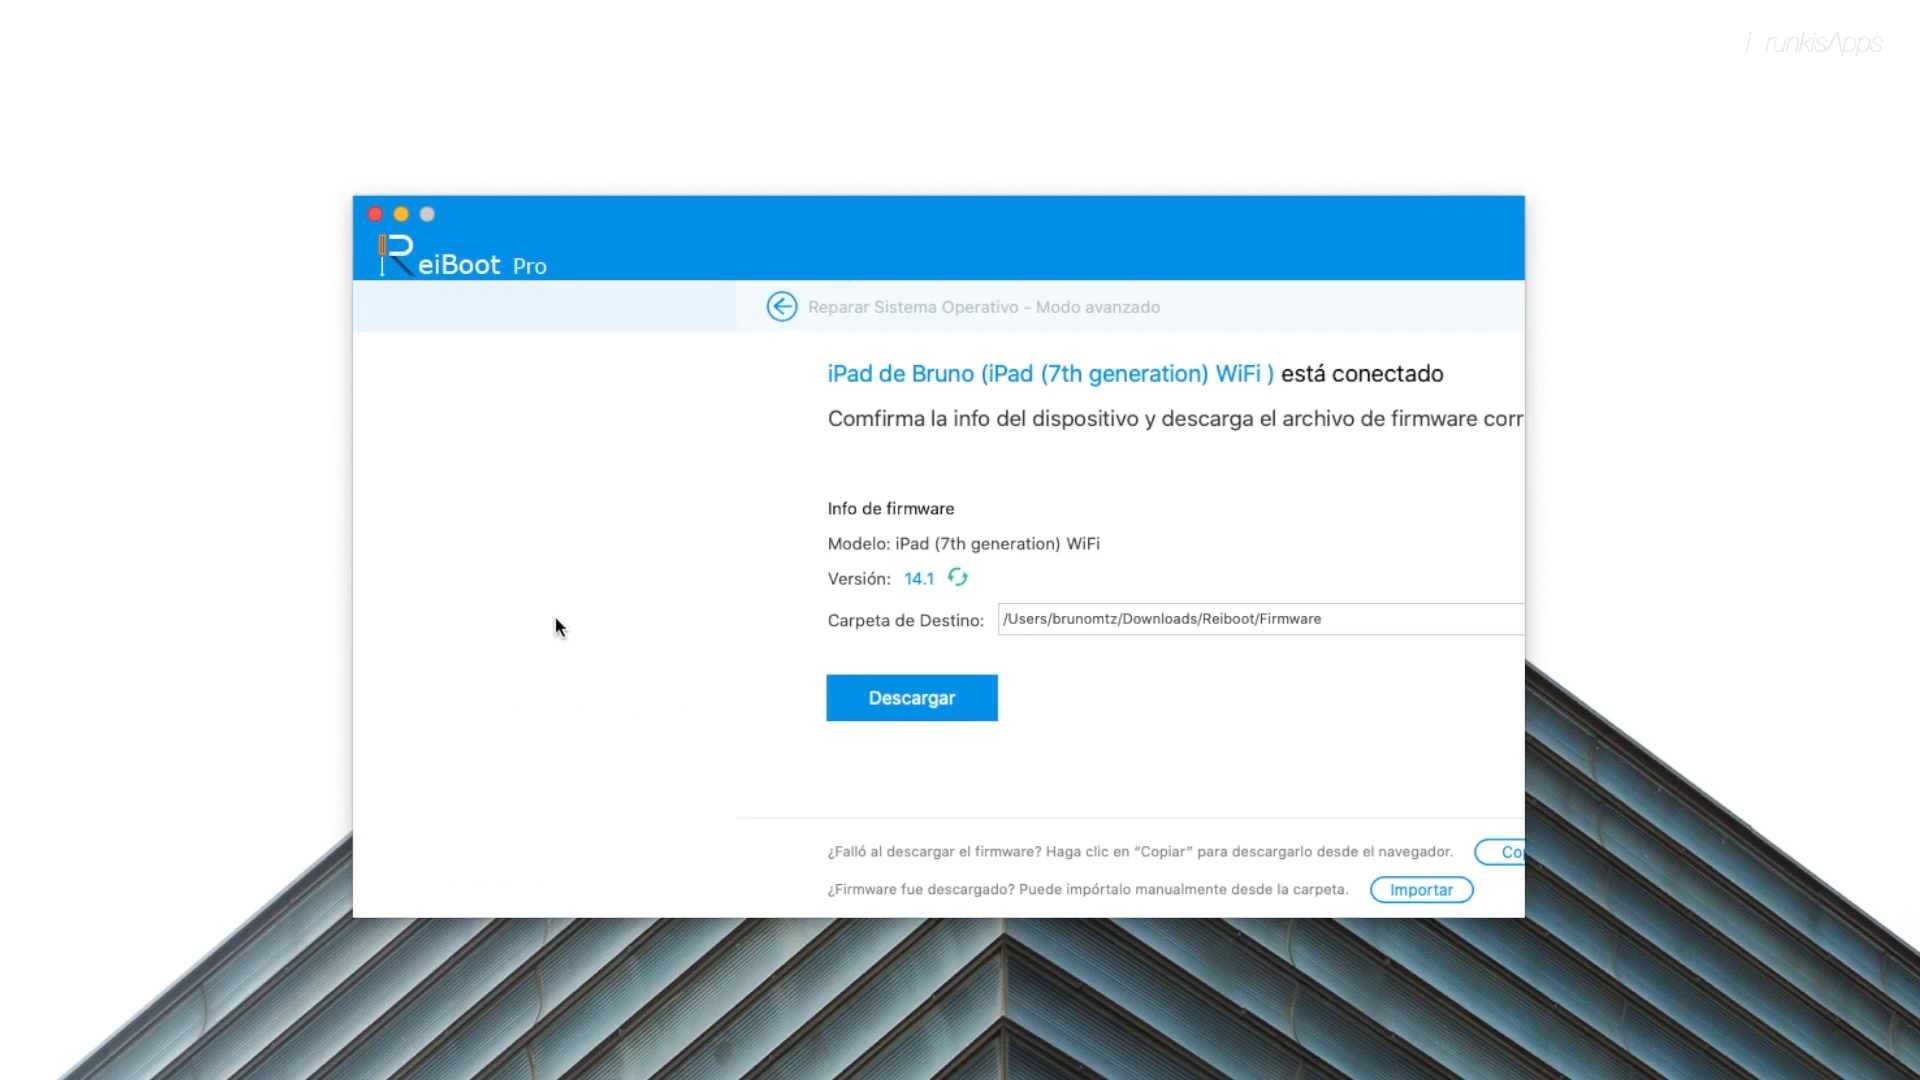 runkisApps
ReiBoot Pro
Reparar Sistema Operativo - Modo avanzado
iPad de Bruno (iPad (7th generation) WiFi ) está conectado
Comfirma la info del dispositivo y descarga el archivo de firmware corr
Info de firmware
Modelo: iPad (7th generation) WiFi
Versión: 14.1
Carpeta de Destino: /Users/brunomtz/Downloads/Reiboot/Firmware
Descargar
¿Falló al descargar el firmware? Haga clic en “Copiar” para descargarlo desde el navegador. Co
¿Firmware fue descargado? Puede impórtalo manualmente desde la carpeta. Importar